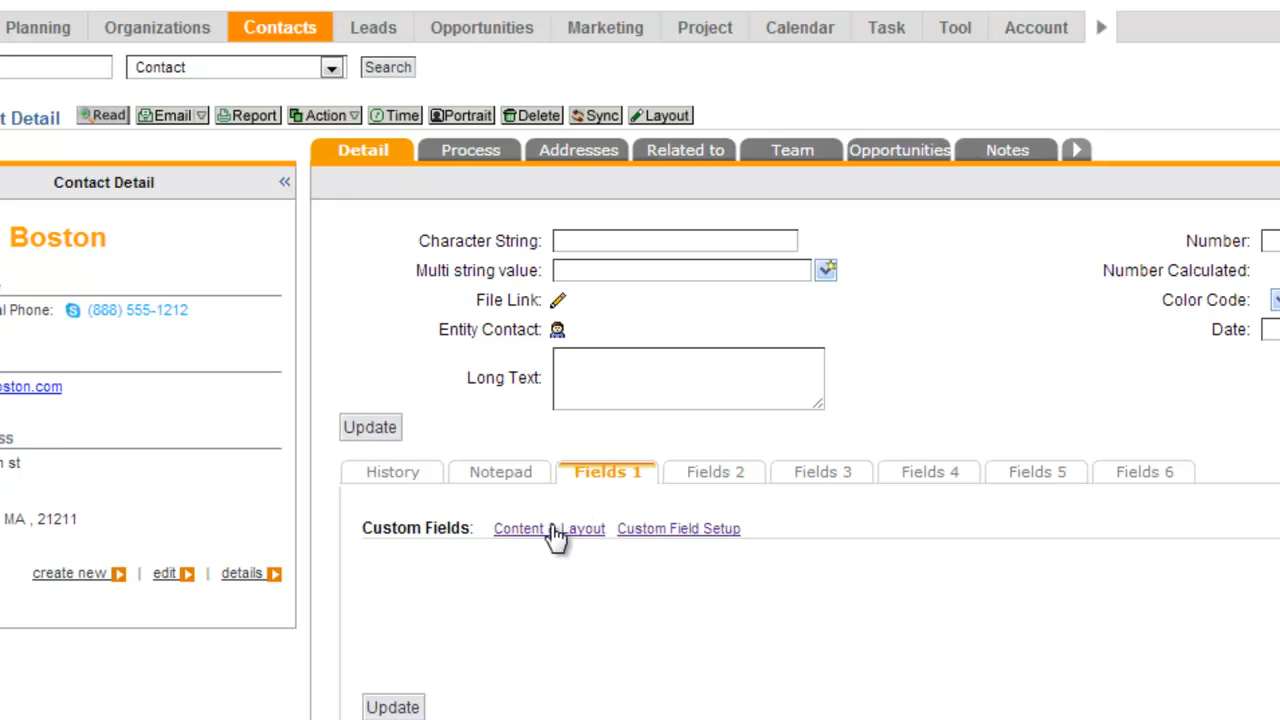 Planning Organizations Contacts Leads Opportunities Marketing Project Calendar Task Tool Account
Contact Search
t Detail Read Email Report Action Time Portrait Delete Sync Layout
Detail Process Addresses Related to Team Opportunities Notes
Contact Detail «
Boston
al Phone: (888) 555-1212
oston.com
ss
n st
MA , 21211
create new | edit | details
Character String: Number:
Multi string value: Number Calculated:
File Link: Color Code:
Entity Contact: Date:
Long Text:
Update
History Notepad Fields 1 Fields 2 Fields 3 Fields 4 Fields 5 Fields 6
Custom Fields: Content Layout Custom Field Setup
Update